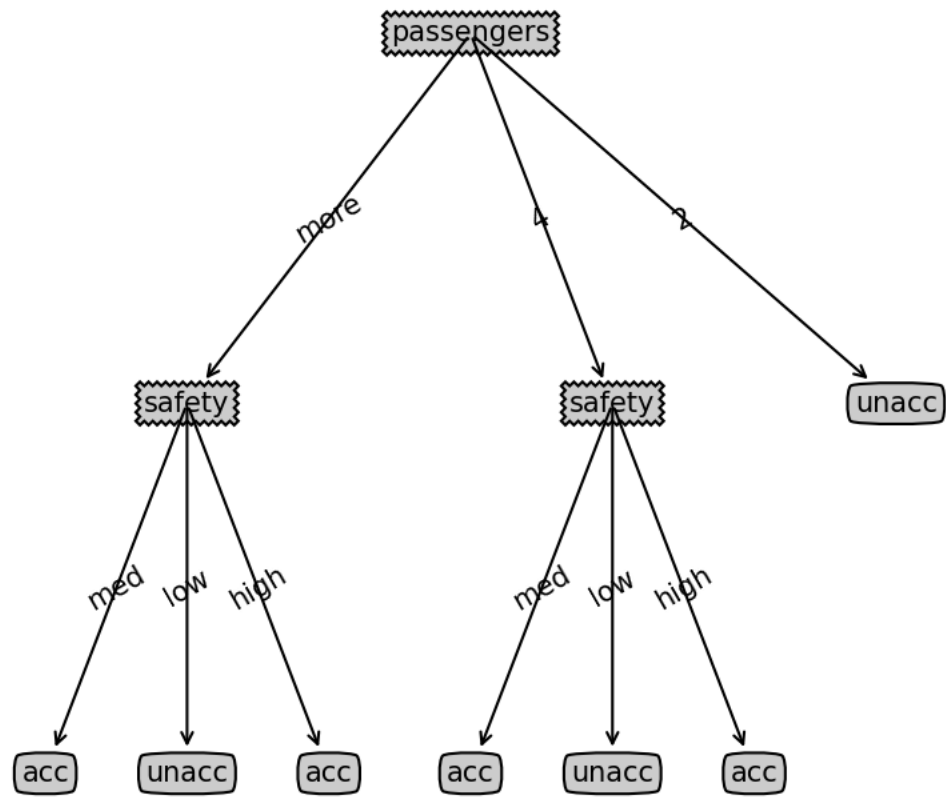 passengers
more
4
2
safety
safety
unacc
med
low
high
med
low
high
acc
unacc
acc
acc
unacc
acc